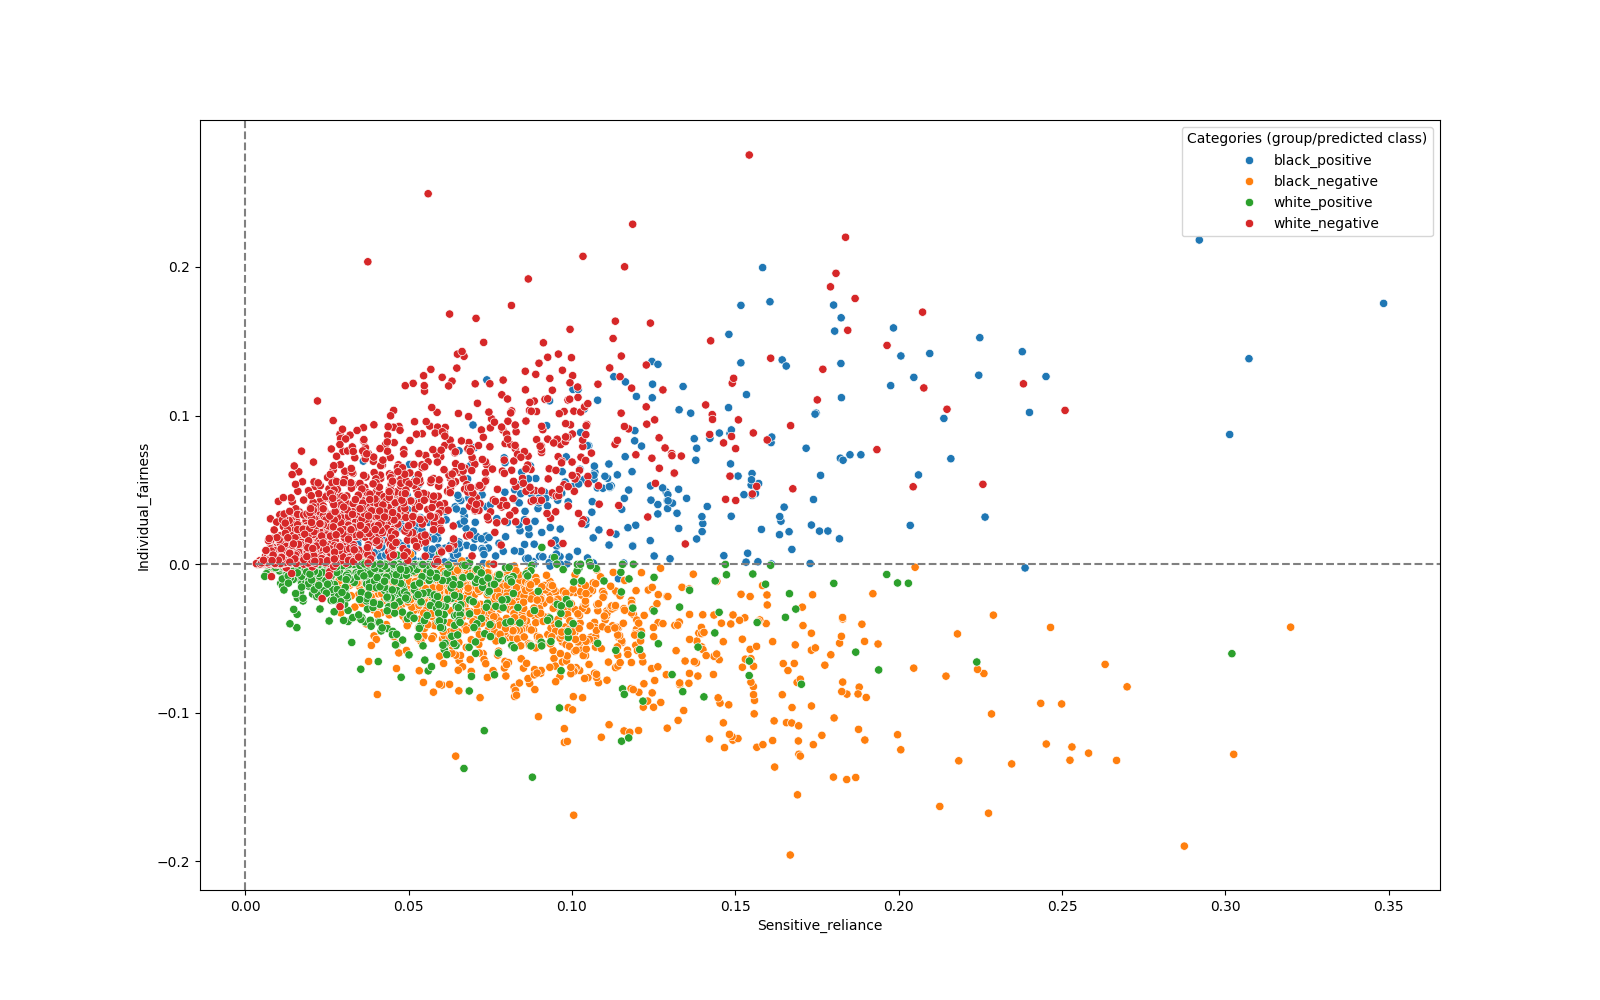 Categories (group/predicted class)
black_positive
black_negative
white_positive
white_negative
0.2
0.1
0.0
−0.1
−0.2
Individual_fairness
0.00 0.05 0.10 0.15 0.20 0.25 0.30 0.35
Sensitive_reliance